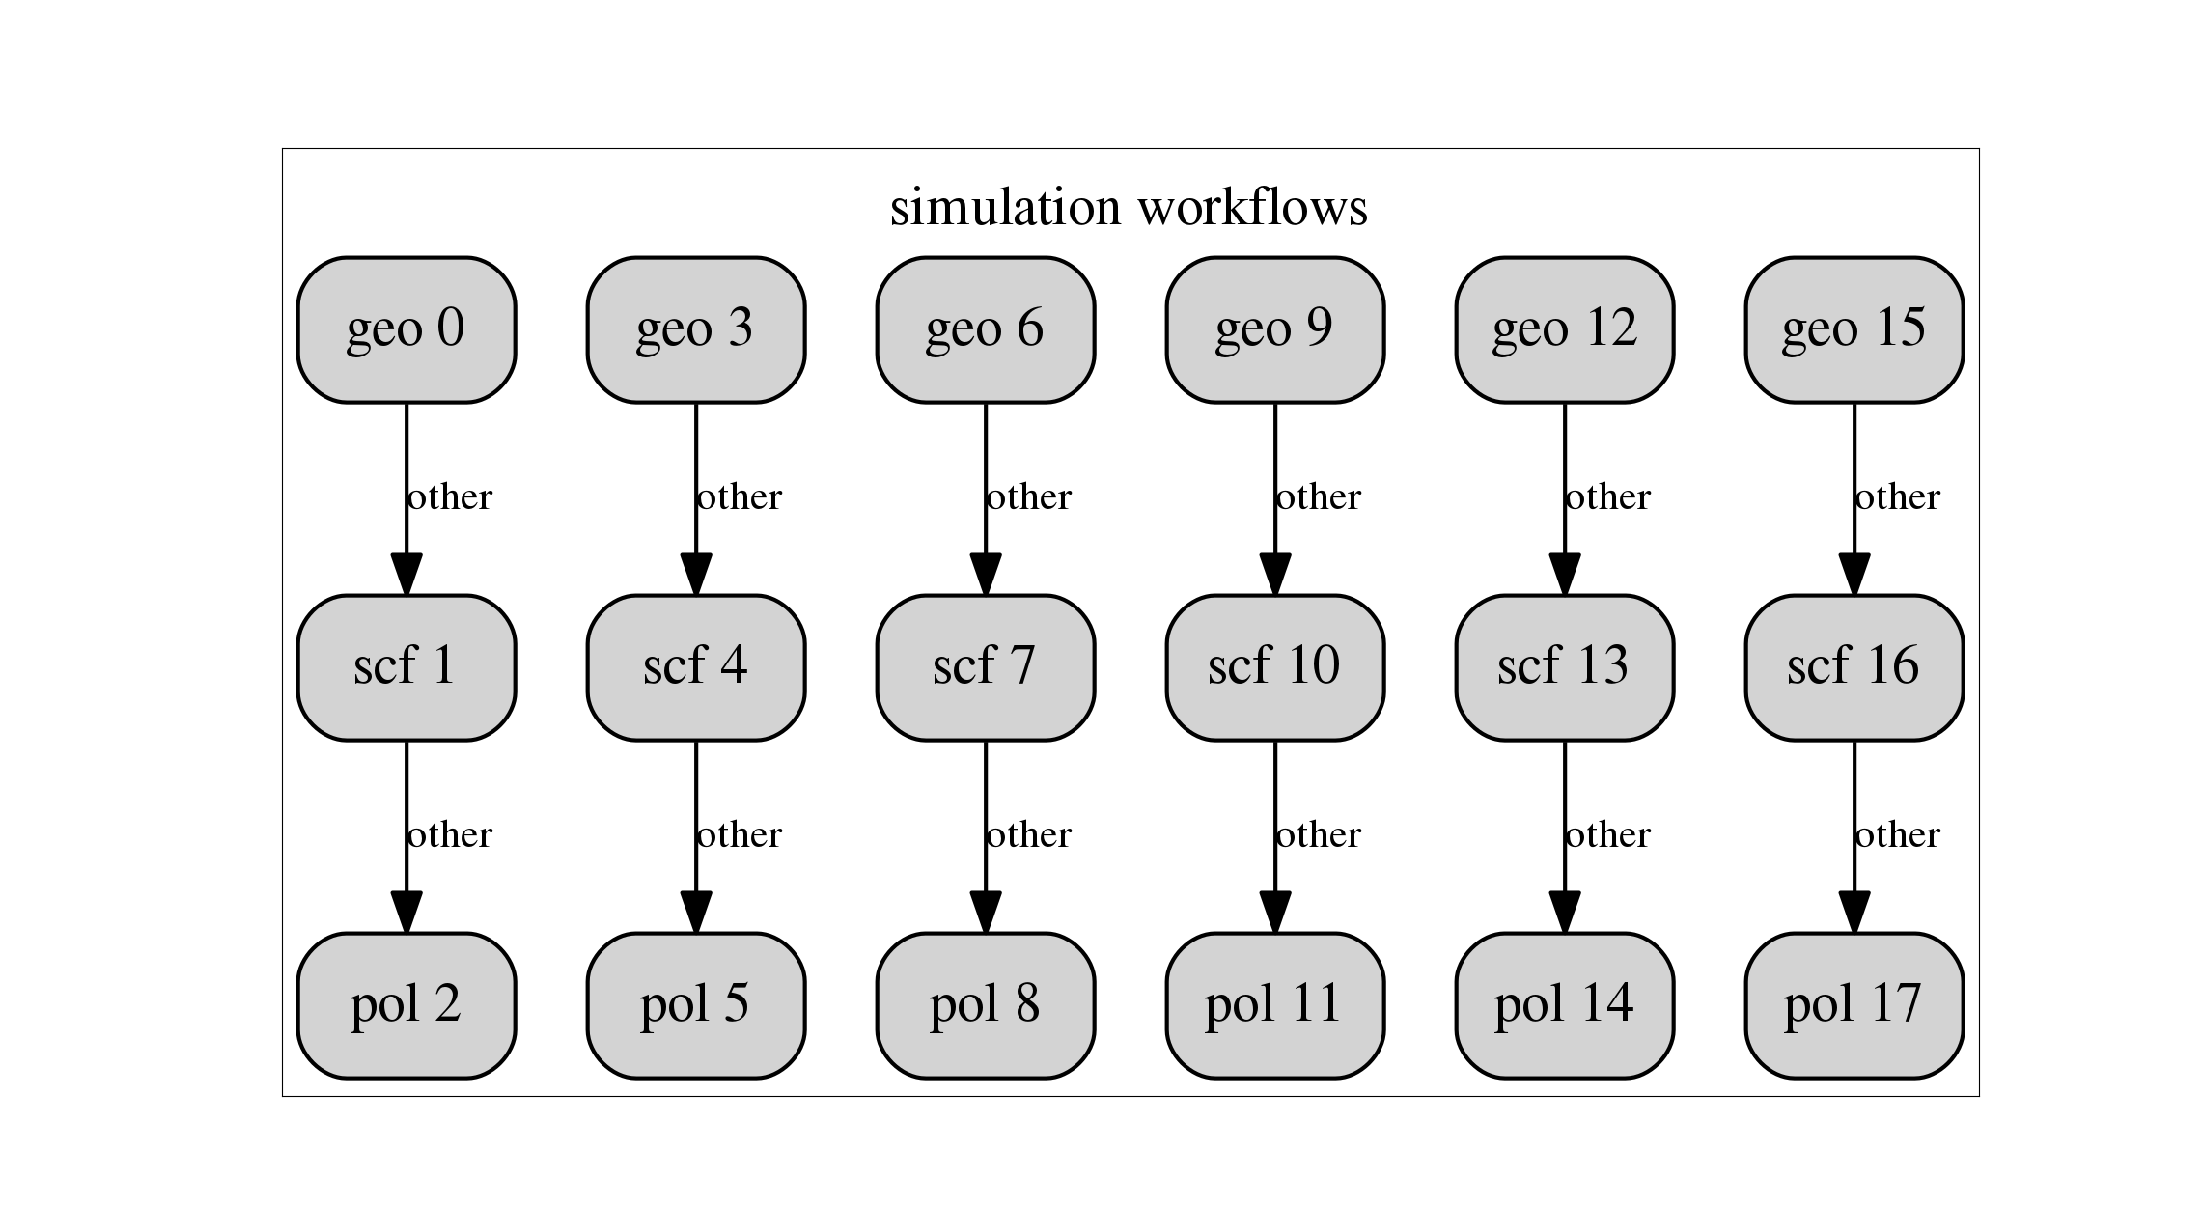 simulation workflows
geo 0 geo 3 geo 6 geo 9 geo 12 geo 15
other other other other other other
scf 1 scf 4 scf 7 scf 10 scf 13 scf 16
other other other other other other
pol 2 pol 5 pol 8 pol 11 pol 14 pol 17